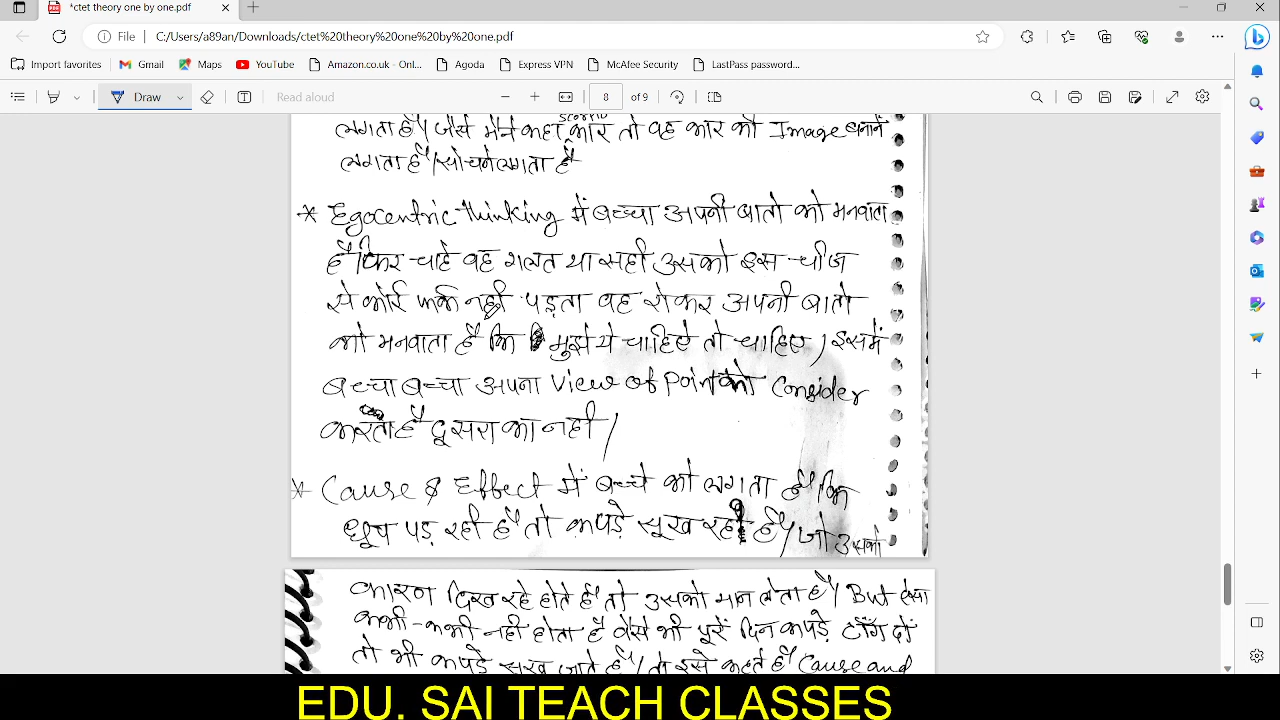 *ctet theory one by one.pdf
File C:/Users/a89an/Downloads/ctet%20theory%20one%20by%20one.pdf
Import favorites Gmail Maps YouTube Amazon.co.uk - Onl... Agoda Express VPN McAfee Security LastPass password...
Draw Read aloud 8 of 9
scorpio
लगता है। जैसे मैने कहा कार तो वह कार की Image बनाने
लगता है। सोचने लगता है
* Egocentric thinking में बच्चा अपनी बातो को मनवाता
है फिर चाहे वह गलत या सही उसको इस चीज
से कोई फर्क नही पड़ता वह रोकर अपनी बातो
को मनवाता है कि मुझे ये चाहिऐ तो चाहिए, इसमें
बच्चा बच्चा अपना View of Point को Consider
करता है दूसरा का नही।
* Cause & Effect में बच्चे को लगता है कि
धूप पड़ रही है तो कपड़े सूख रहे है। जो उसको
कारण दिख रहे होते है तो उसको मान लेता है। But ऐसा
कभी-कभी नही होता है वैसे भी पूरे दिन कपड़े टाँग दों
तो भी कपड़े सूख जाते है। तो इसे कहते है Cause and
EDU. SAI TEACH CLASSES